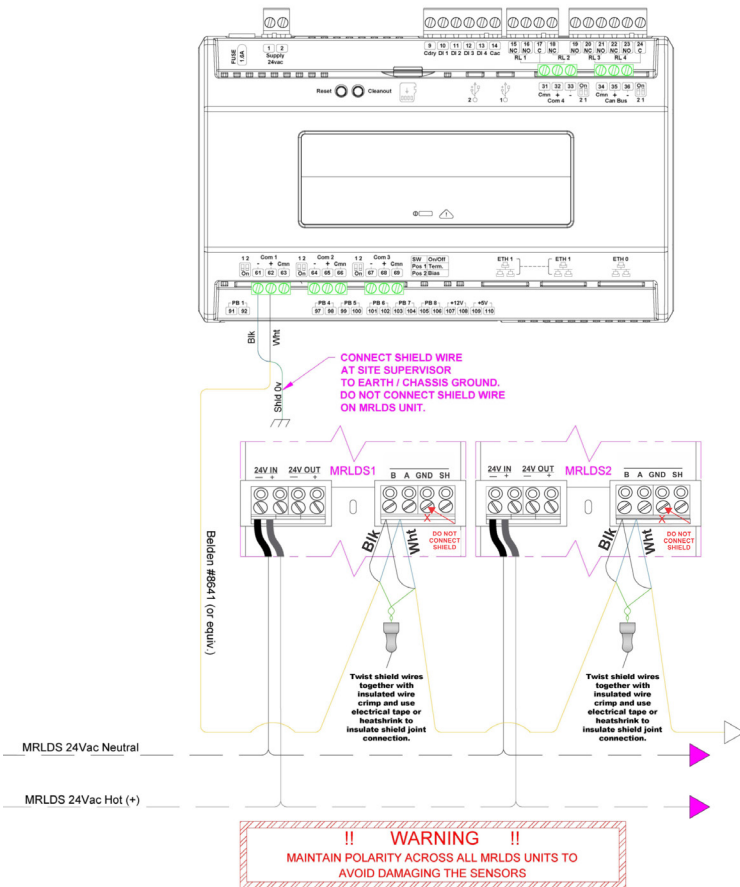 FUSE
1.0A
1 2
Supply
24vac
9 10 11 12 13 14
Cdry DI 1 DI 2 DI 3 DI 4 Cac
15 16 17 18
NC NO C NC
RL 1 RL 2
19 20 21 22 23 24
NO NC NO NC NO C
RL 3 RL 4
Reset
Cleanout
2
1
31 32 33 On
Cmn + -
Com 4 2 1
34 35 36 On
Cmn + -
Can Bus 2 1
1 2 Com 1
- + Cmn
On 61 62 63
1 2 Com 2
- + Cmn
On 64 65 66
1 2 Com 3
- + Cmn
On 67 68 69
SW On/Off
Pos 1 Term.
Pos 2 Bias
ETH 1
ETH 1
ETH 0
PB 1
91 92
PB 4 PB 5 PB 6 PB 7 PB 8 +12V +5V
97 98 99 100 101 102 103 104 105 106 107 108 109 110
Blk
Wht
Shld 0v
CONNECT SHIELD WIRE
AT SITE SUPERVISOR
TO EARTH / CHASSIS GROUND.
DO NOT CONNECT SHIELD WIRE
ON MRLDS UNIT.
24V IN 24V OUT
— + — +
MRLDS1
B A GND SH
X
DO NOT
CONNECT
SHIELD
Blk
Wht
24V IN 24V OUT
— + — +
MRLDS2
B A GND SH
X
DO NOT
CONNECT
SHIELD
Blk
Wht
Belden #8641 (or equiv.)
Twist shield wires
together with
insulated wire
crimp and use
electrical tape or
heatshrink to
insulate shield joint
connection.
Twist shield wires
together with
insulated wire
crimp and use
electrical tape or
heatshrink to
insulate shield joint
connection.
MRLDS 24Vac Neutral
MRLDS 24Vac Hot (+)
!! WARNING !!
MAINTAIN POLARITY ACROSS ALL MRLDS UNITS TO
AVOID DAMAGING THE SENSORS